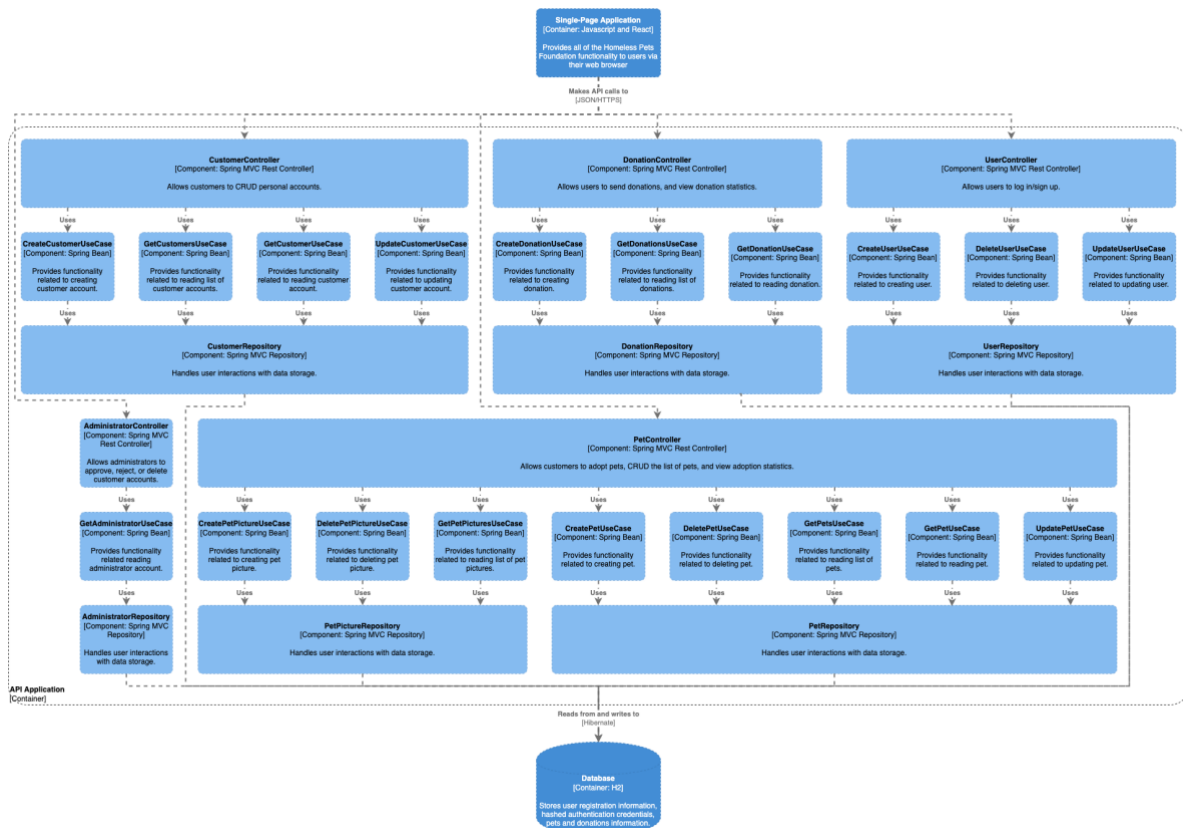 Single-Page Application
[Container: Javascript and React]
Provides all of the Homeless Pets
Foundation functionality to users via
their web browser
Makes API calls to
[JSON/HTTPS]
CustomerController
[Component: Spring MVC Rest Controller]
Allows customers to CRUD personal accounts.
DonationController
[Component: Spring MVC Rest Controller]
Allows users to send donations, and view donation statistics.
UserController
[Component: Spring MVC Rest Controller]
Allows users to log in/sign up.
Uses
Uses
Uses
Uses
Uses
Uses
Uses
Uses
Uses
Uses
CreateCustomerUseCase
[Component: Spring Bean]
Provides functionality
related to creating
customer account.
GetCustomersUseCase
[Component: Spring Bean]
Provides functionality
related to reading list of
customer accounts.
GetCustomerUseCase
[Component: Spring Bean]
Provides functionality
related to reading customer
account.
UpdateCustomerUseCase
[Component: Spring Bean]
Provides functionality
related to updating
customer account.
CreateDonationUseCase
[Component: Spring Bean]
Provides functionality
related to creating
donation.
GetDonationsUseCase
[Component: Spring Bean]
Provides functionality
related to reading list of
donations.
GetDonationUseCase
[Component: Spring Bean]
Provides functionality
related to reading donation.
CreateUserUseCase
[Component: Spring Bean]
Provides functionality
related to creating user.
DeleteUserUseCase
[Component: Spring Bean]
Provides functionality
related to deleting user.
UpdateUserUseCase
[Component: Spring Bean]
Provides functionality
related to updating user.
Uses
Uses
Uses
Uses
Uses
Uses
Uses
Uses
Uses
Uses
CustomerRepository
[Component: Spring MVC Repository]
Handles user interactions with data storage.
DonationRepository
[Component: Spring MVC Repository]
Handles user interactions with data storage.
UserRepository
[Component: Spring MVC Repository]
Handles user interactions with data storage.
AdministratorController
[Component: Spring MVC
Rest Controller]
Allows administrators to
approve, reject, or delete
customer accounts.
PetController
[Component: Spring MVC Rest Controller]
Allows customers to adopt pets, CRUD the list of pets, and view adoption statistics.
Uses
Uses
Uses
Uses
Uses
Uses
Uses
Uses
Uses
GetAdministratorUseCase
[Component: Spring Bean]
Provides functionality
related reading
administrator account.
CreatePetPictureUseCase
[Component: Spring Bean]
Provides functionality
related to creating pet
picture.
DeletePetPictureUseCase
[Component: Spring Bean]
Provides functionality
related to deleting pet
picture.
GetPetPicturesUseCase
[Component: Spring Bean]
Provides functionality
related to reading list of pet
pictures.
CreatePetUseCase
[Component: Spring Bean]
Provides functionality
related to creating pet.
DeletePetUseCase
[Component: Spring Bean]
Provides functionality
related to deleting pet.
GetPetsUseCase
[Component: Spring Bean]
Provides functionality
related to reading list of
pets.
GetPetUseCase
[Component: Spring Bean]
Provides functionality
related to reading pet.
UpdatePetUseCase
[Component: Spring Bean]
Provides functionality
related to updating pet.
Uses
Uses
Uses
Uses
Uses
Uses
Uses
Uses
Uses
AdministratorRepository
[Component: Spring MVC
Repository]
Handles user interactions
with data storage.
PetPictureRepository
[Component: Spring MVC Repository]
Handles user interactions with data storage.
PetRepository
[Component: Spring MVC Repository]
Handles user interactions with data storage.
API Application
[Container]
Reads from and writes to
[Hibernate]
Database
[Container: H2]
Stores user registration information,
hashed authentication credentials,
pets and donations information.